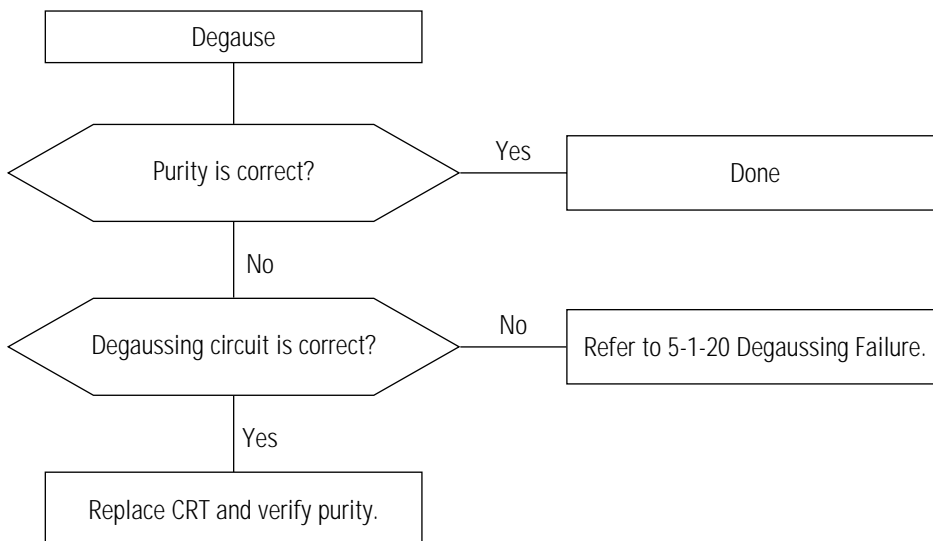 Degause
Purity is correct?
Yes
Done
No
Degaussing circuit is correct?
No
Refer to 5-1-20 Degaussing Failure.
Yes
Replace CRT and verify purity.